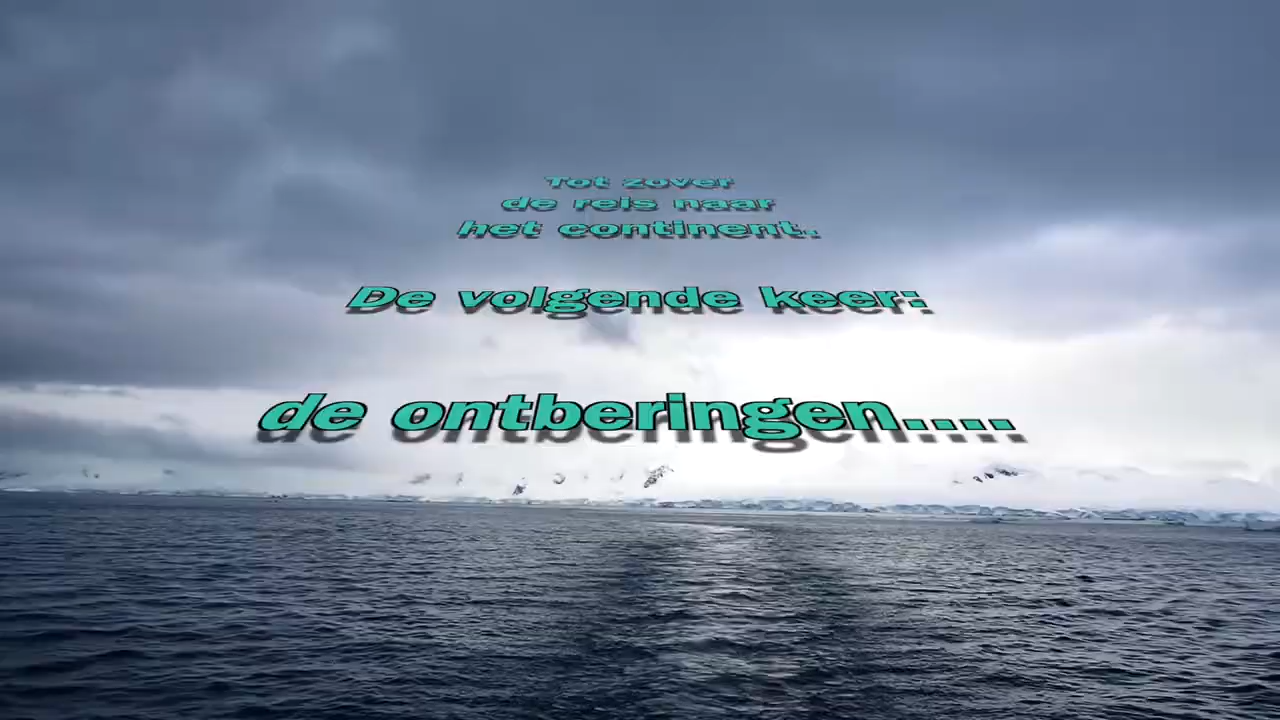 Tot zover
de reis naar
het continent.
De volgende keer:
de ontberingen....